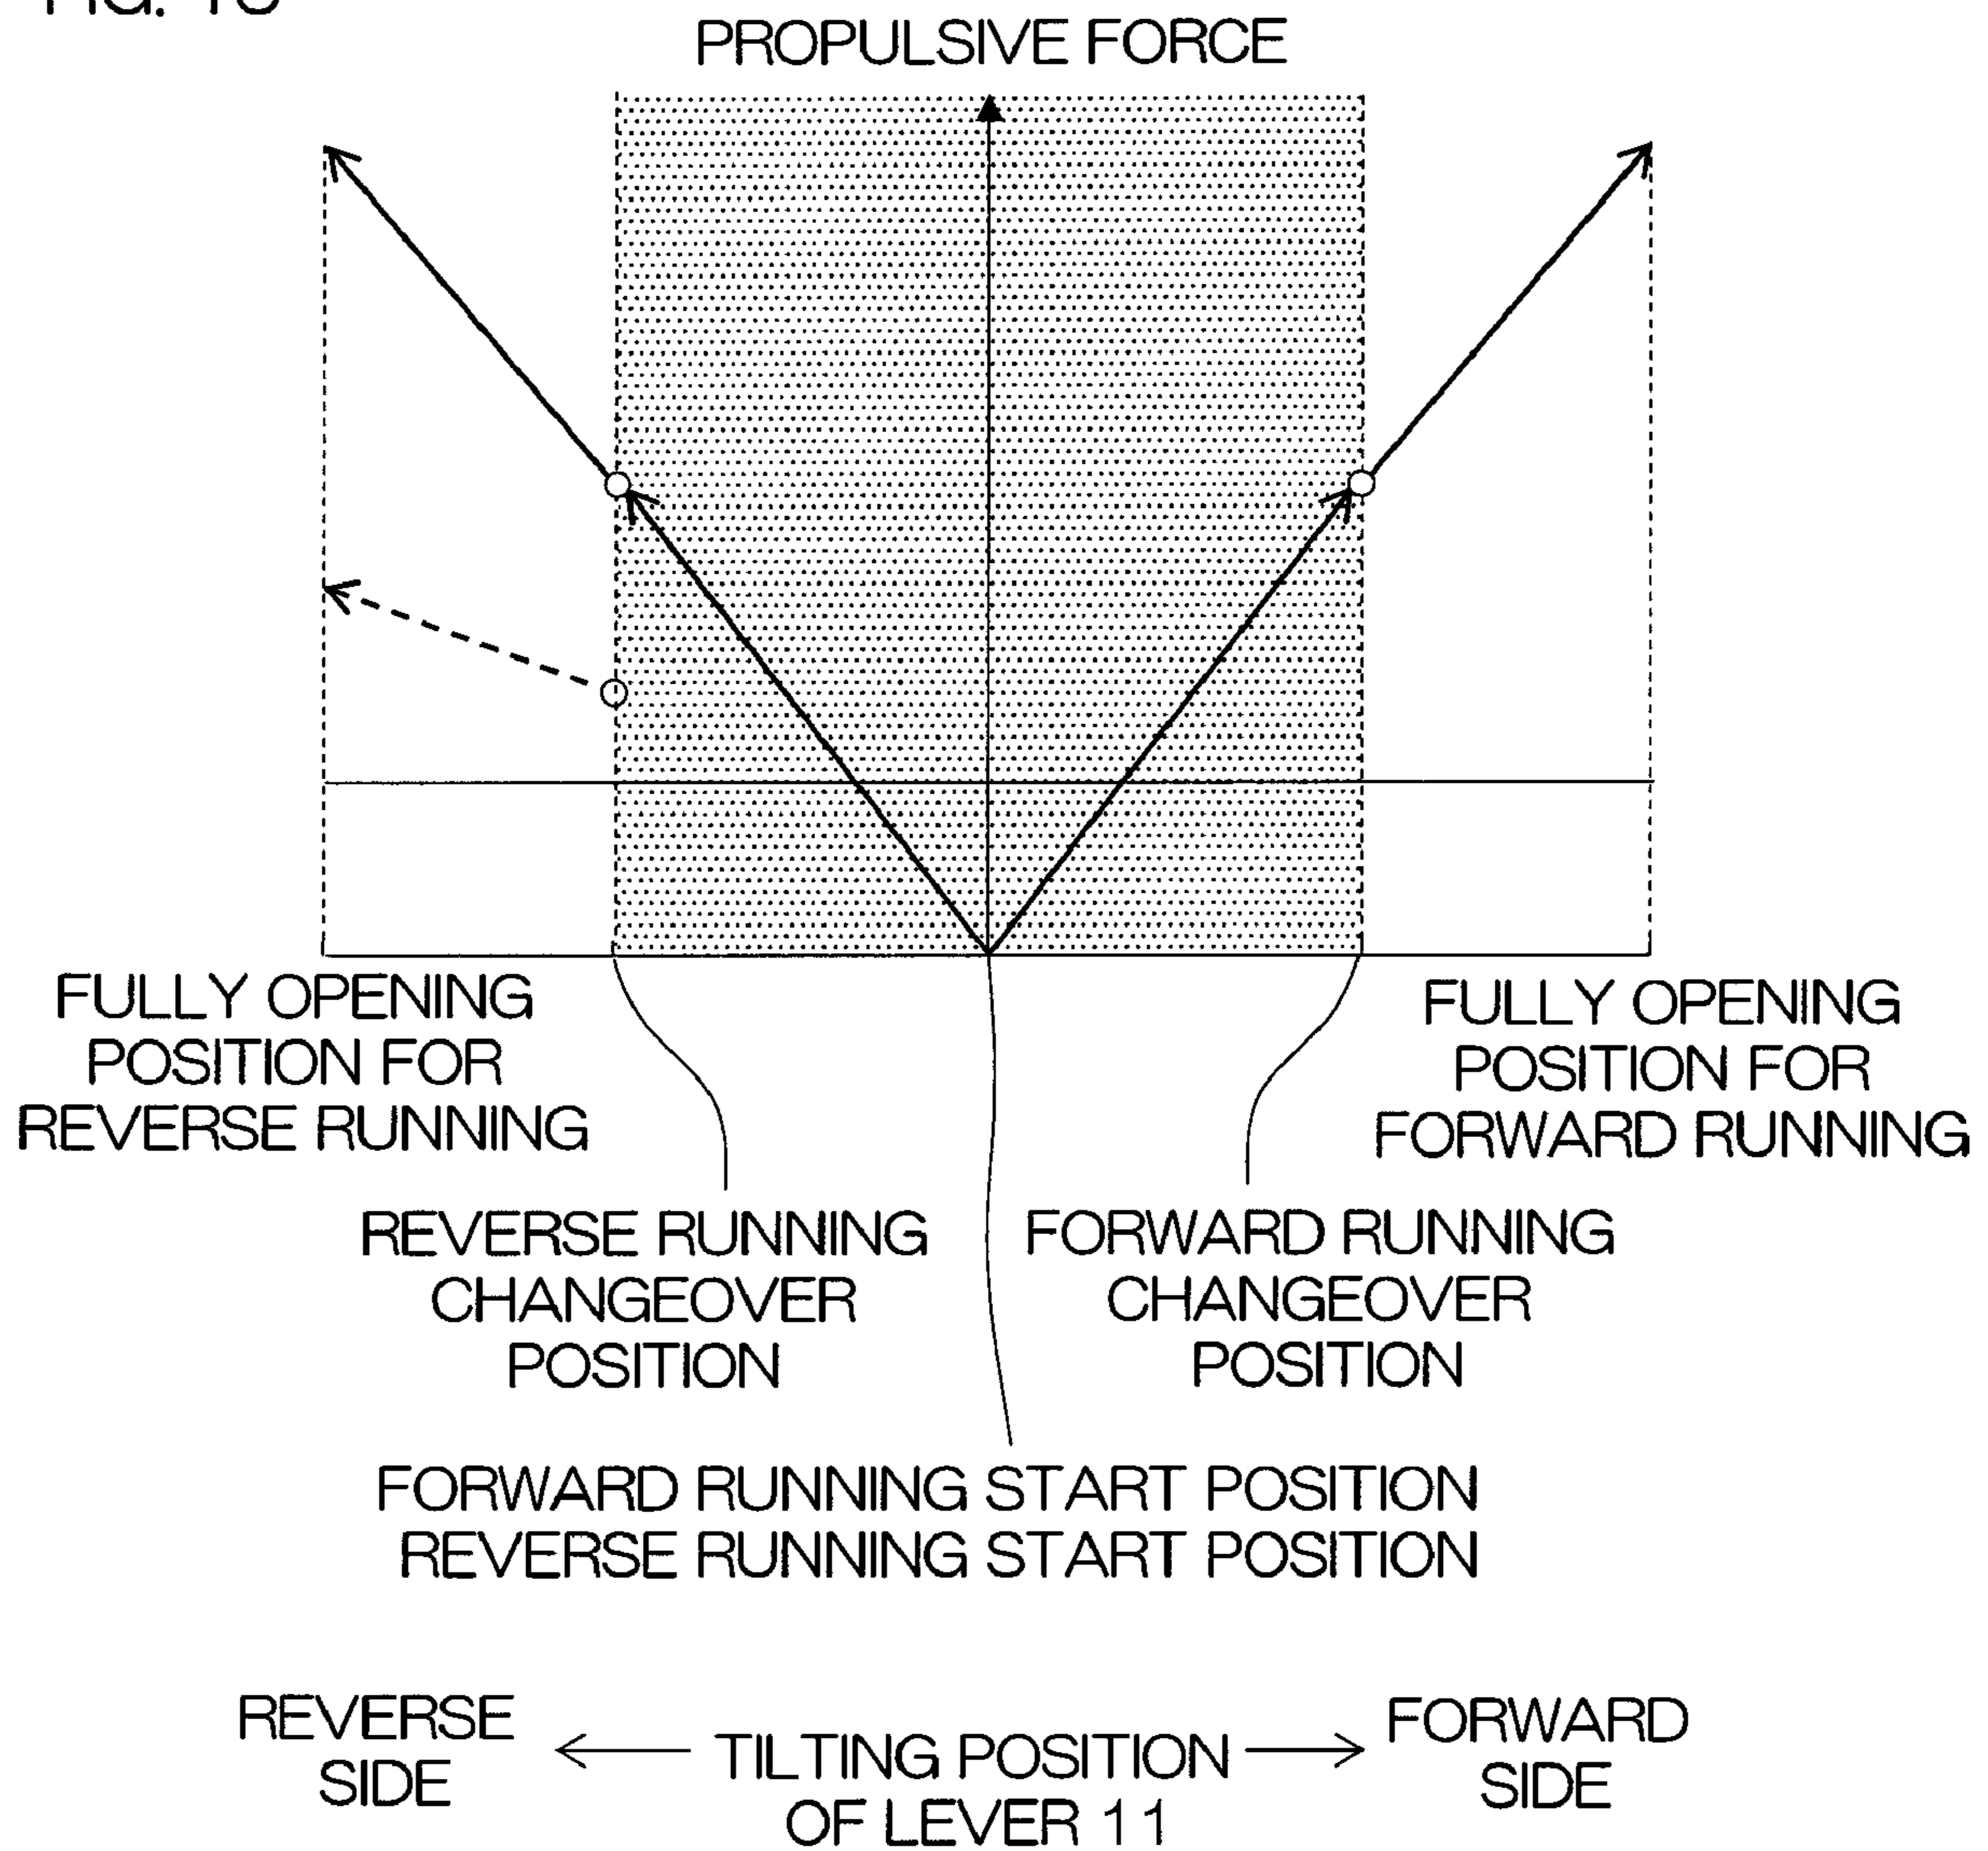 FIG.
PROPULSIVE FORCE
FULLY OPENING
POSITION FOR
REVERSE RUNNING
FULLY OPENING
POSITION FOR
FORWARD RUNNING
REVERSE RUNNING
CHANGEOVER
POSITION
FORWARD RUNNING
CHANGEOVER
POSITION
FORWARD RUNNING START POSITION
REVERSE RUNNING START POSITION
REVERSE
SIDE
TILTING POSITION
OF LEVER 11
FORWARD
SIDE